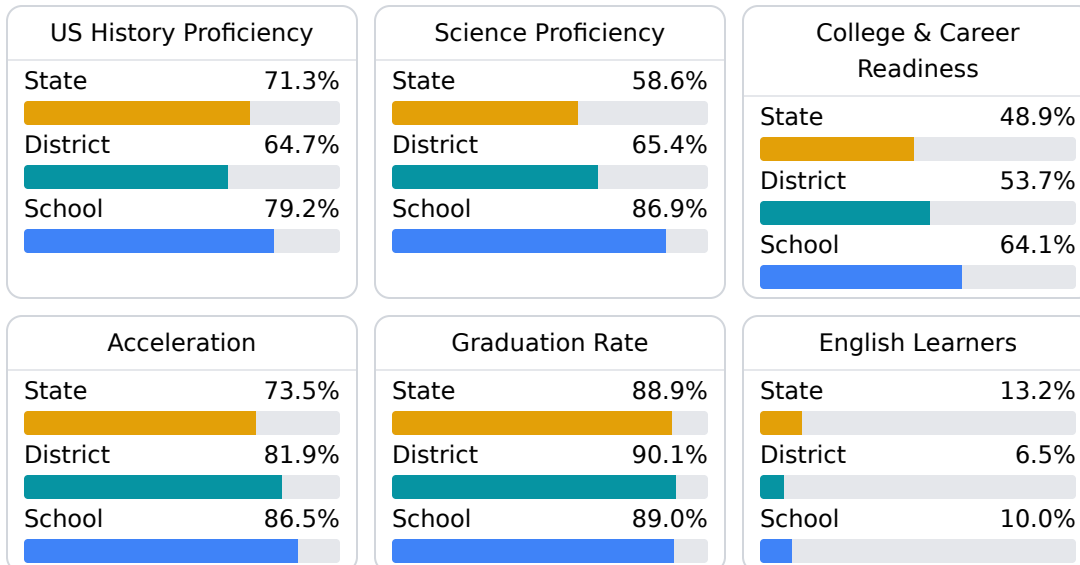 US History Proficiency
State 71.3%
District 64.7%
School 79.2%
Science Proficiency
State 58.6%
District 65.4%
School 86.9%
College & Career
Readiness
State 48.9%
District 53.7%
School 64.1%
Acceleration
State 73.5%
District 81.9%
School 86.5%
Graduation Rate
State 88.9%
District 90.1%
School 89.0%
English Learners
State 13.2%
District 6.5%
School 10.0%